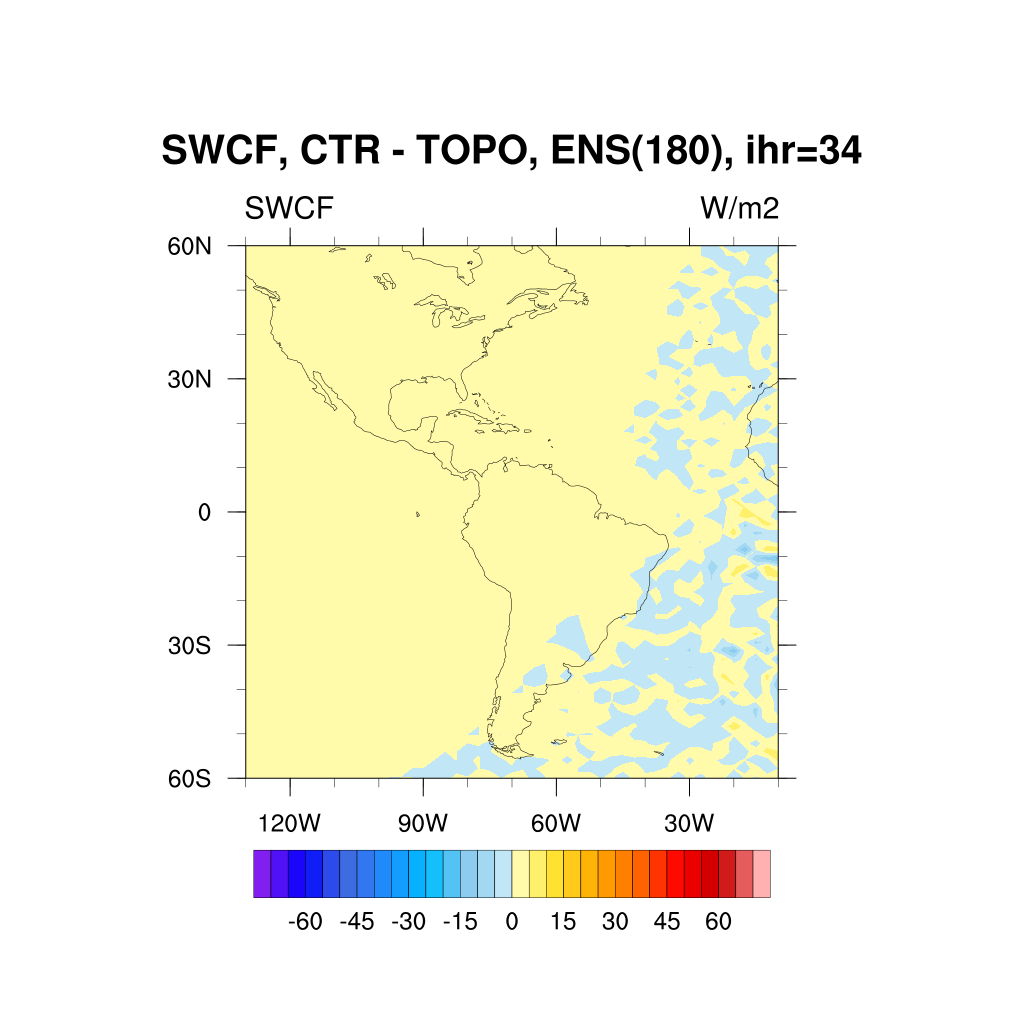 SWCF, CTR - TOPO, ENS(180), ihr=34
SWCF W/m2
60N
30N
0
30S
60S
120W 90W 60W 30W
-60 -45 -30 -15 0 15 30 45 60